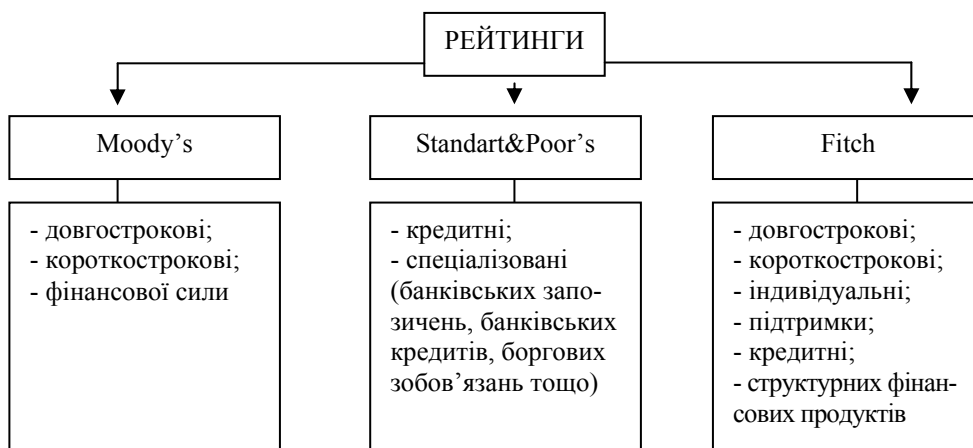 РЕЙТИНГИ
Moody’s
Standart&Poor’s
Fitch
- довгострокові;
- короткострокові;
- фінансової сили
- кредитні;
- спеціалізовані
(банківських запо-
зичень, банківських
кредитів, боргових
зобов’язань тощо)
- довгострокові;
- короткострокові;
- індивідуальні;
- підтримки;
- кредитні;
- структурних фінан-
сових продуктів